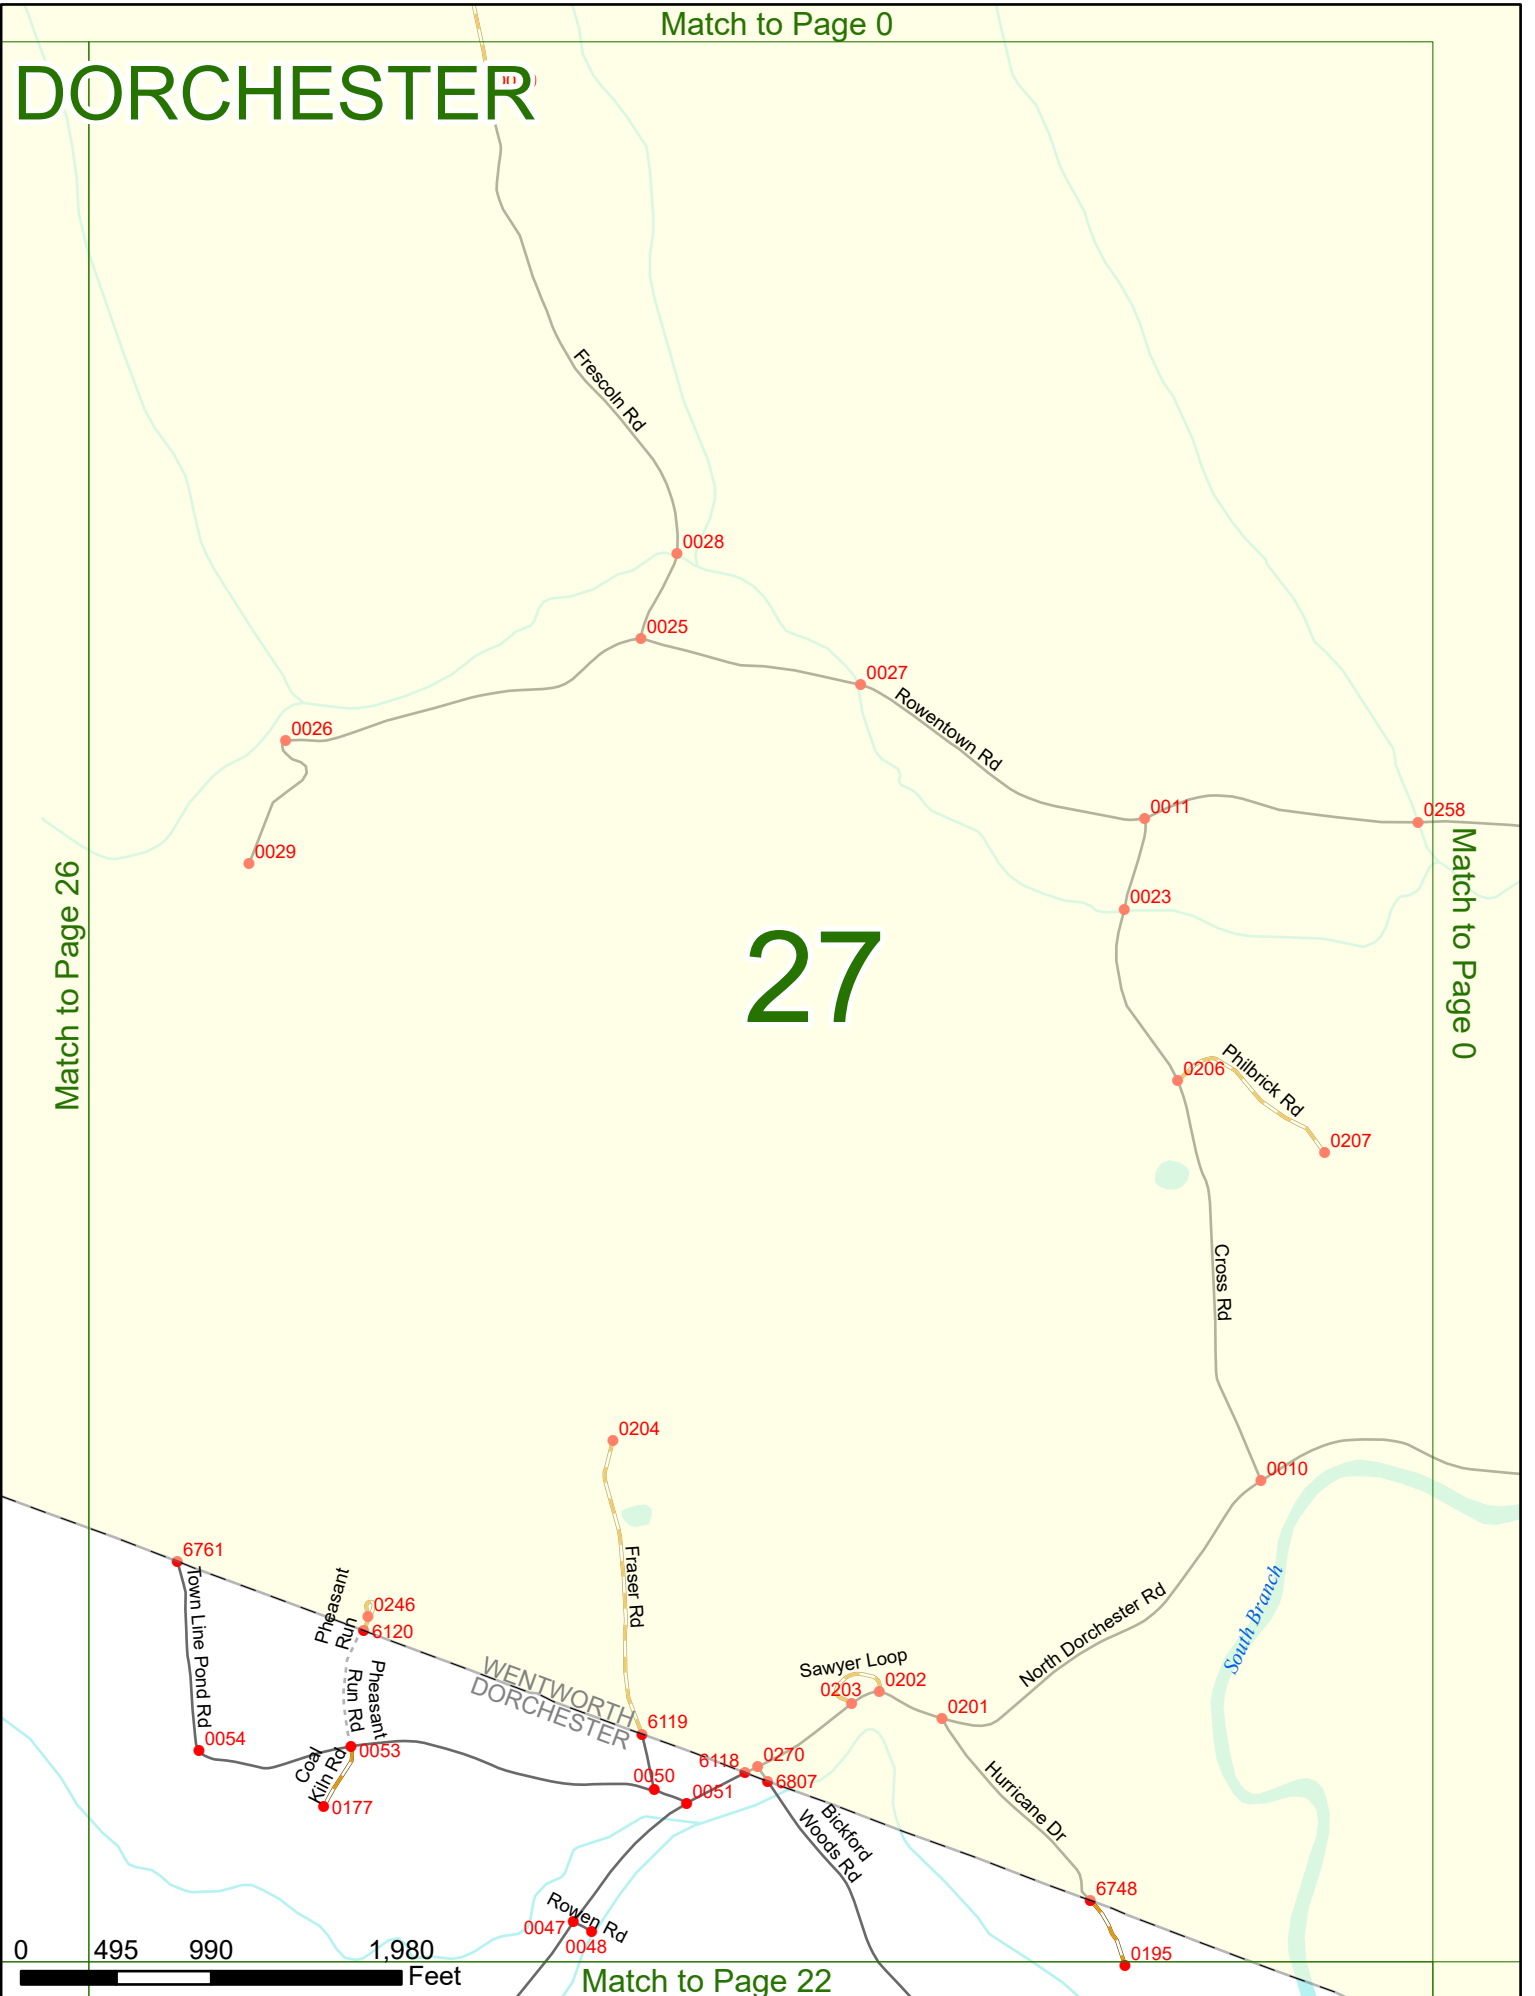 Match to Page 0
DORCHESTER
Frescoln Rd
0028
0025
0027
Rowentown Rd
0026
0011
0258
0029
0023
Match to Page 26
27
Match to Page 0
0206
Philbrick Rd
0207
Cross Rd
0204
0010
6761
Town Line Pond Rd
Pheasant
Run
0246
6120
Fraser Rd
South Branch
North Dorchester Rd
Pheasant
Run Rd
WENTWORTH
DORCHESTER
Sawyer Loop
0203
0202
0201
6119
0054
0053
Coal
Kiln Rd
0177
0050
0051
6118
0270
6807
Bickford
Woods Rd
Hurricane Dr
6748
Rowen Rd
0047
0048
0195
0 495 990 1,980
Feet
Match to Page 22